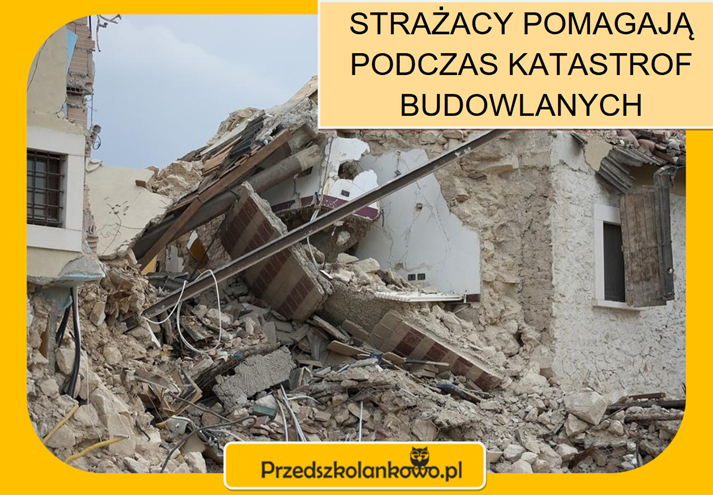 STRAŻACY POMAGAJĄ
PODCZAS KATASTROF
BUDOWLANYCH
Przedszkolankowo.pl